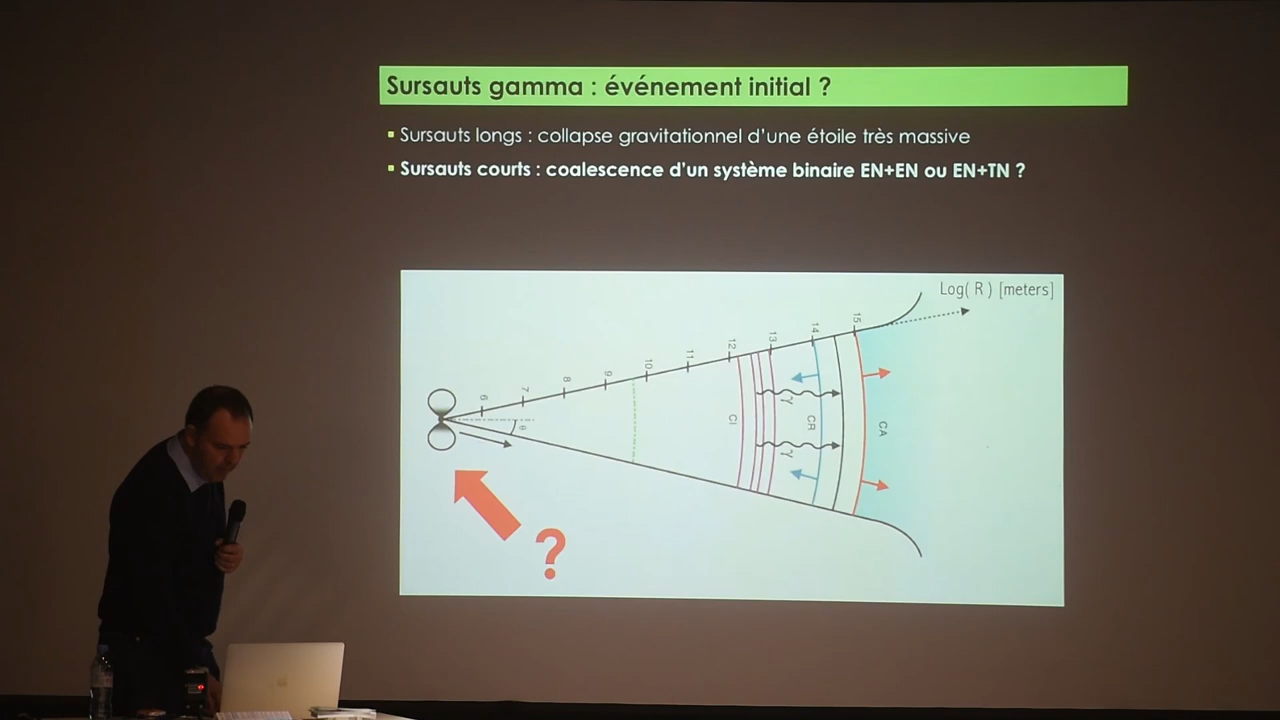 Sursauts gamma : événement initial ?
▪ Sursauts longs : collapse gravitationnel d'une étoile très massive
▪ Sursauts courts : coalescence d'un système binaire EN+EN ou EN+TN ?
Log( R ) [meters]
6 7 8 9 10 11 12 13 14 15
θ
CI
γ
γ
CR
CA
?